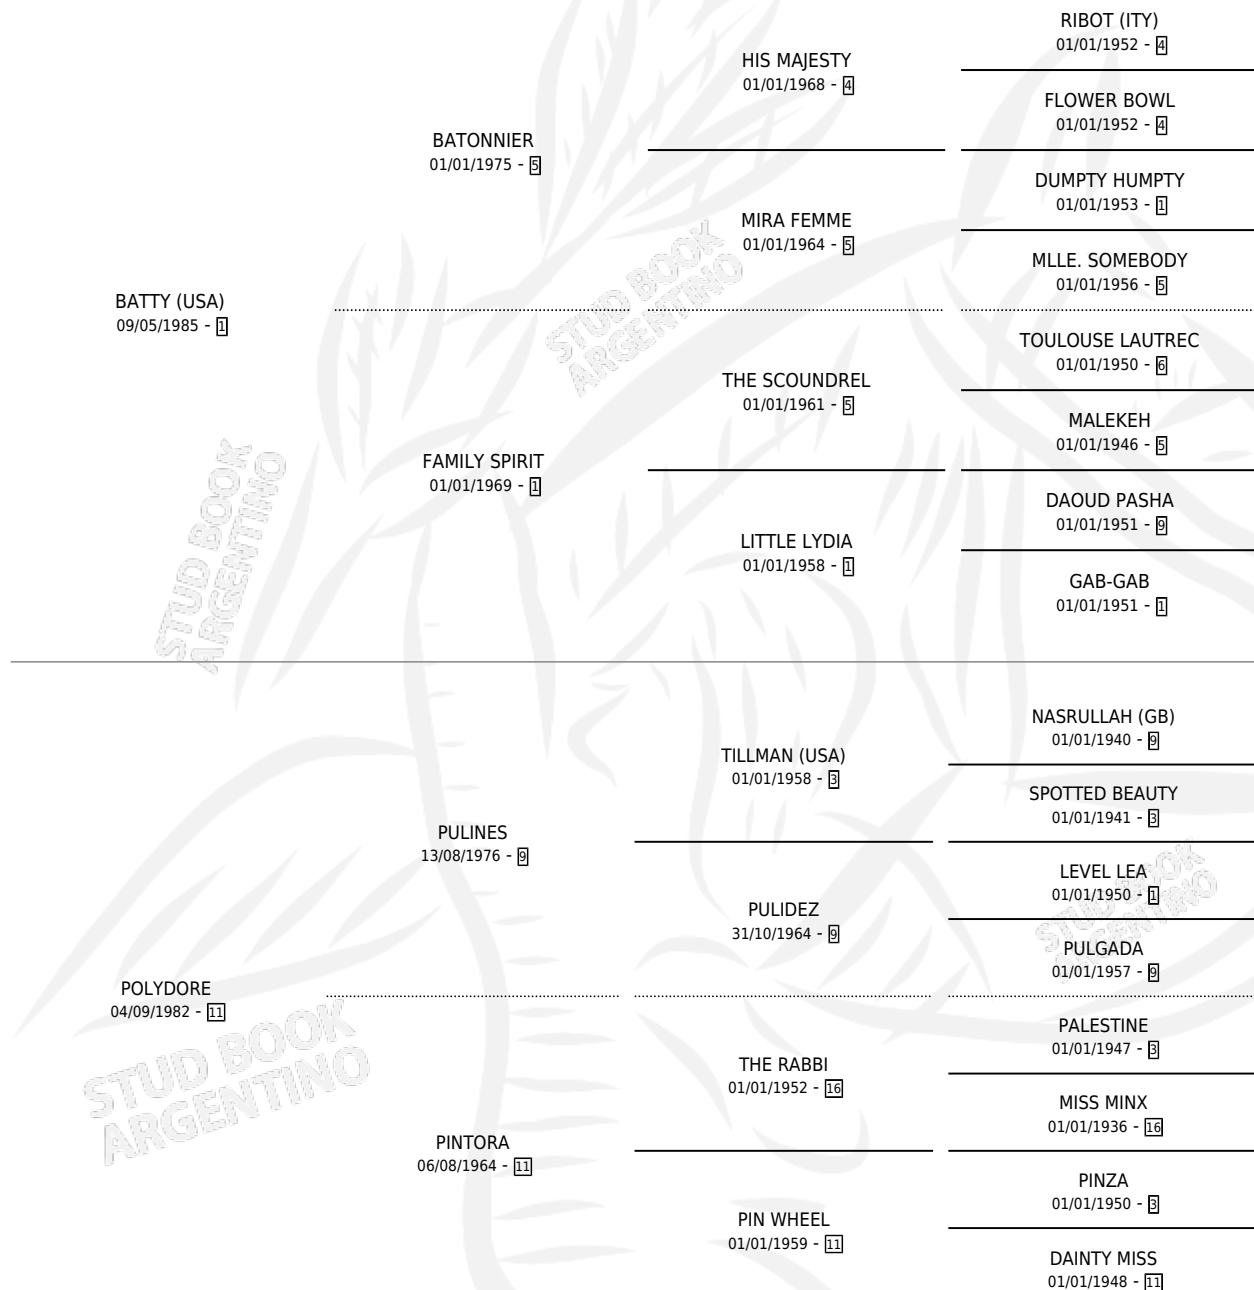 RIBOT (ITY)
01/01/1952 - 4
HIS MAJESTY
01/01/1968 - 4
FLOWER BOWL
01/01/1952 - 4
BATONNIER
01/01/1975 - 5
DUMPTY HUMPTY
01/01/1953 - 1
MIRA FEMME
01/01/1964 - 5
MLLE. SOMEBODY
01/01/1956 - 5
BATTY (USA)
09/05/1985 - 1
TOULOUSE LAUTREC
01/01/1950 - 6
THE SCOUNDREL
01/01/1961 - 5
MALEKEH
01/01/1946 - 5
FAMILY SPIRIT
01/01/1969 - 1
DAOUD PASHA
01/01/1951 - 9
LITTLE LYDIA
01/01/1958 - 1
GAB-GAB
01/01/1951 - 1
NASRULLAH (GB)
01/01/1940 - 9
TILLMAN (USA)
01/01/1958 - 3
SPOTTED BEAUTY
01/01/1941 - 3
PULINES
13/08/1976 - 9
LEVEL LEA
01/01/1950 - 1
PULIDEZ
31/10/1964 - 9
PULGADA
01/01/1957 - 9
POLYDORE
04/09/1982 - 11
PALESTINE
01/01/1947 - 3
THE RABBI
01/01/1952 - 16
MISS MINX
01/01/1936 - 16
PINTORA
06/08/1964 - 11
PINZA
01/01/1950 - 3
PIN WHEEL
01/01/1959 - 11
DAINTY MISS
01/01/1948 - 11
STUD BOOK
ARGENTINO
STUD BOOK
ARGENTINO
STUD BOOK
ARGENTINO
STUD BOOK
ARGENTINO